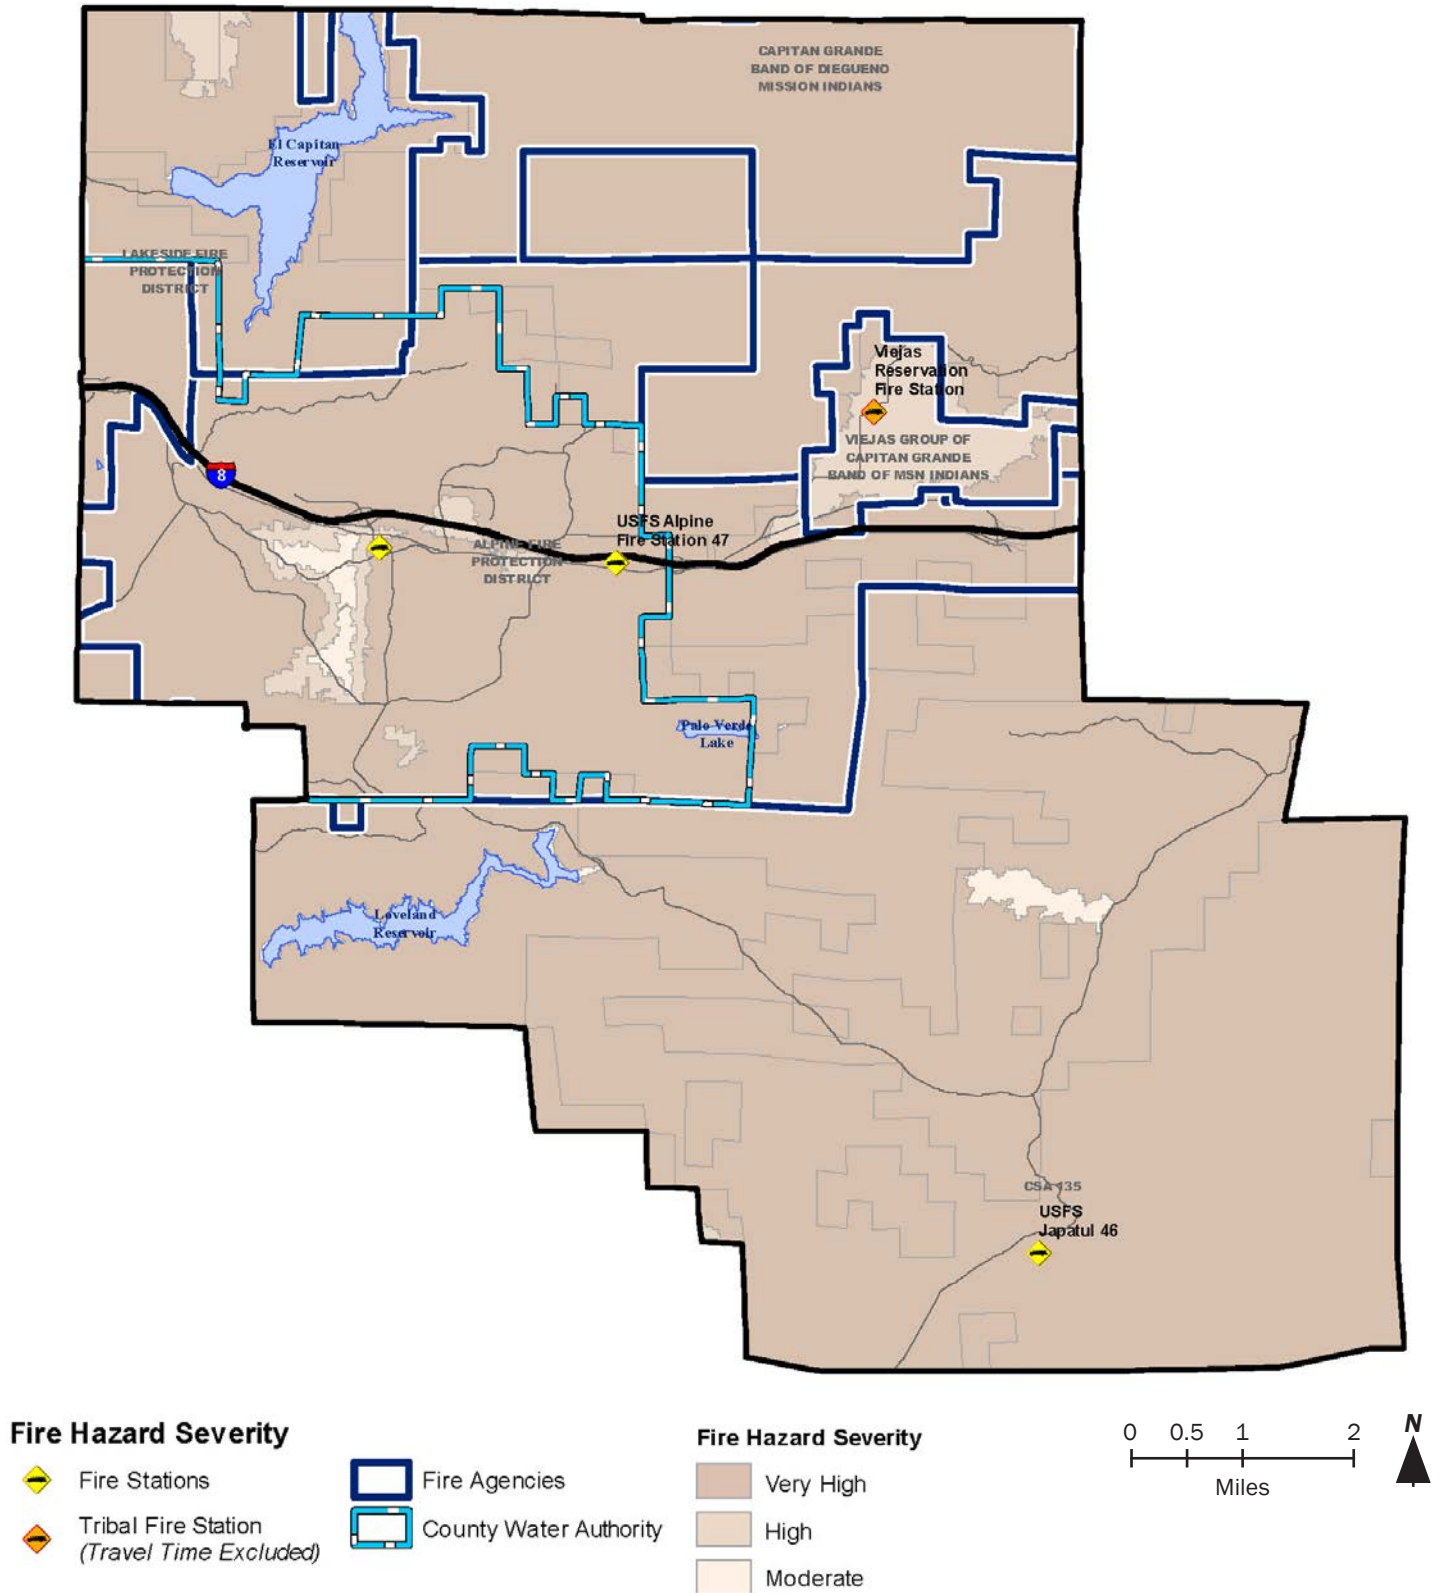 CAPITAN GRANDE
BAND OF DIEGUENO
MISSION INDIANS
El Capitan
Reservoir
LAKESIDE FIRE
PROTECTION
DISTRICT
Viejas
Reservation
Fire Station
VIEJAS GROUP OF
CAPITAN GRANDE
BAND OF MSN INDIANS
8
USFS Alpine
Fire Station 47
ALPINE FIRE
PROTECTION
DISTRICT
Palo Verde
Lake
Loveland
Reservoir
CSA 135
USFS
Japatul 46
Fire Hazard Severity
Fire Stations
Tribal Fire Station
(Travel Time Excluded)
Fire Agencies
County Water Authority
Fire Hazard Severity
Very High
High
Moderate
0 0.5 1 2
Miles
N